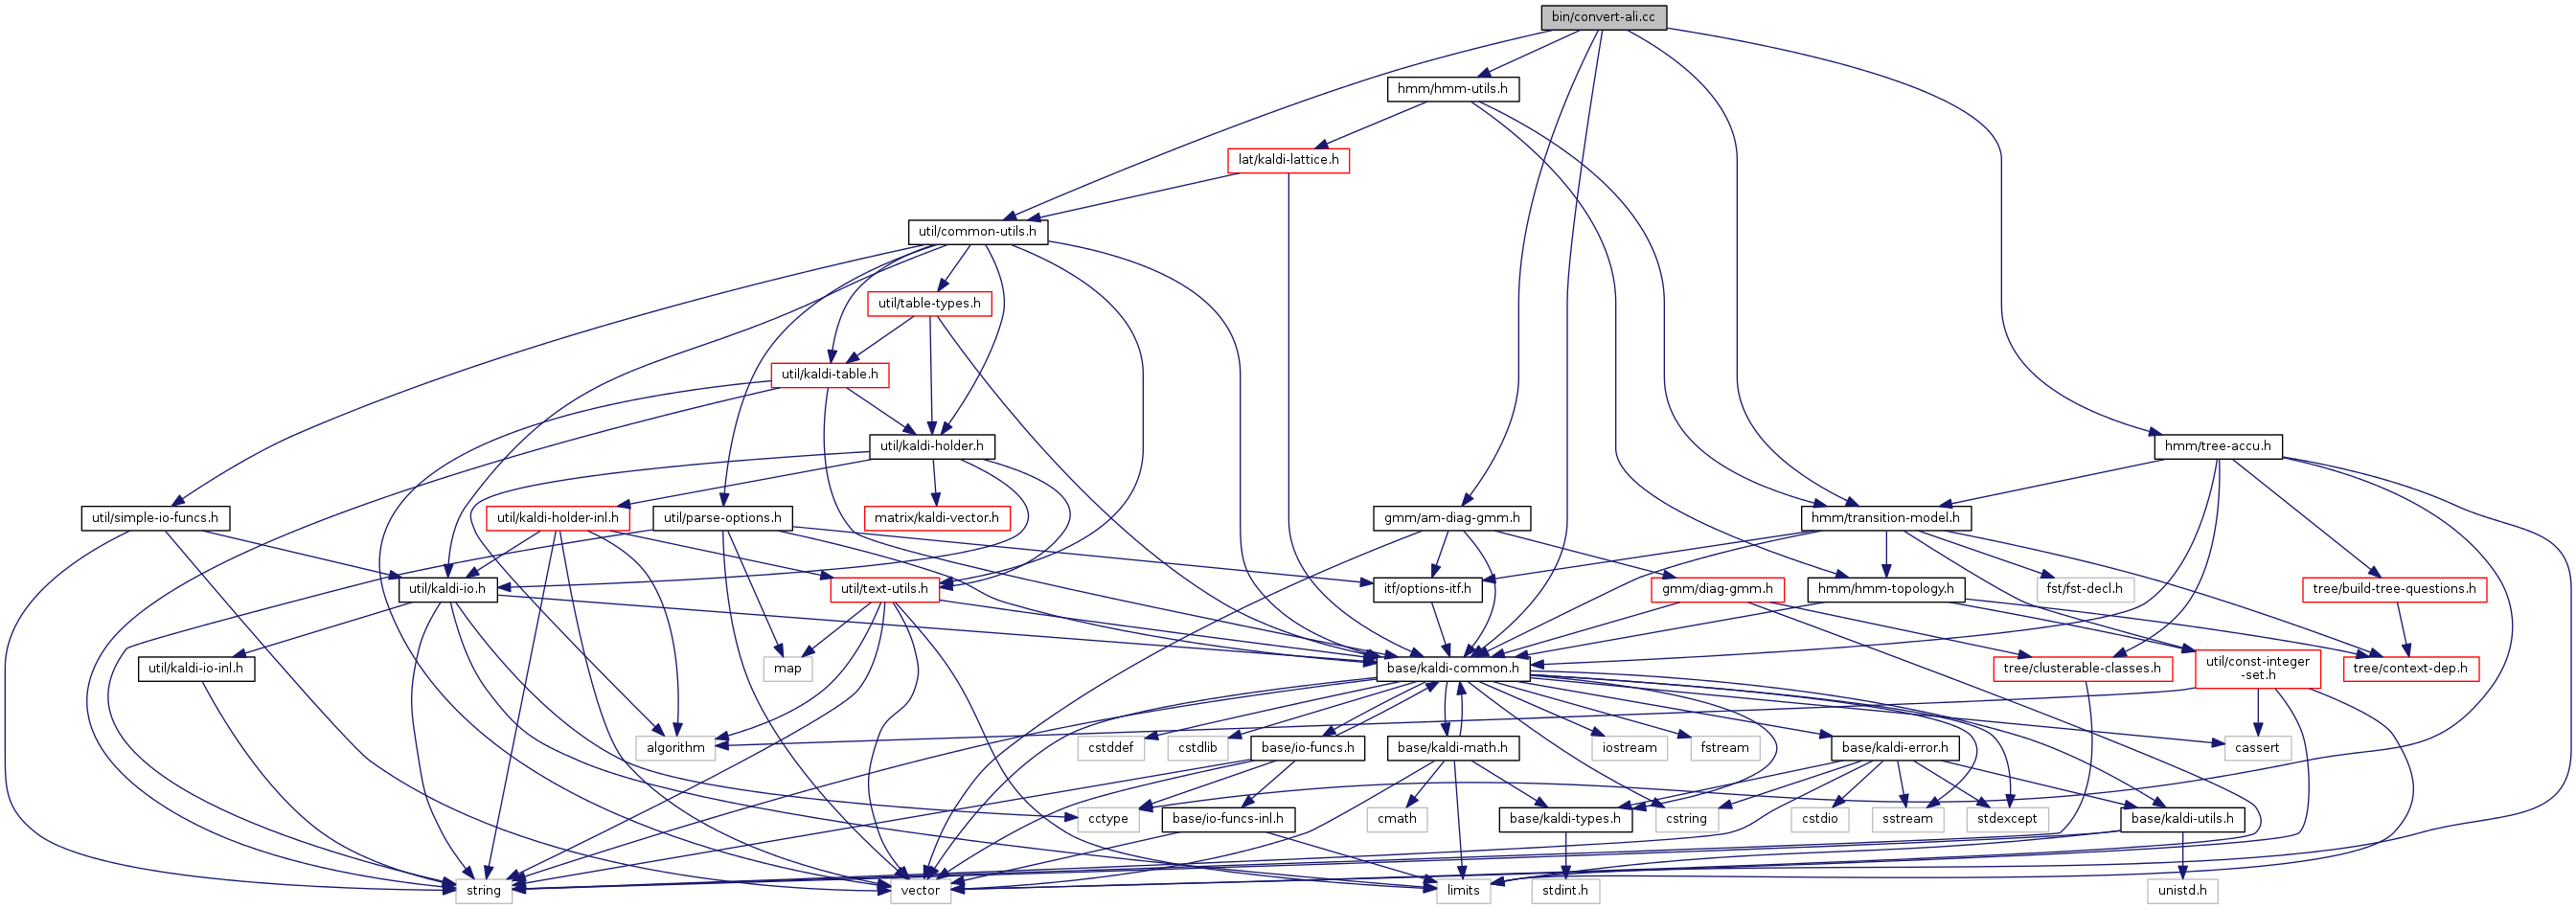 bin/convert-ali.cc
hmm/hmm-utils.h
lat/kaldi-lattice.h
util/common-utils.h
util/table-types.h
util/kaldi-table.h
util/kaldi-holder.h
hmm/tree-accu.h
util/simple-io-funcs.h
util/kaldi-holder-inl.h
util/parse-options.h
matrix/kaldi-vector.h
gmm/am-diag-gmm.h
hmm/transition-model.h
util/kaldi-io.h
util/text-utils.h
itf/options-itf.h
gmm/diag-gmm.h
hmm/hmm-topology.h
fst/fst-decl.h
tree/build-tree-questions.h
util/kaldi-io-inl.h
map
base/kaldi-common.h
tree/clusterable-classes.h
util/const-integer
-set.h
tree/context-dep.h
algorithm
cstddef
cstdlib
base/io-funcs.h
base/kaldi-math.h
iostream
fstream
base/kaldi-error.h
cassert
cctype
base/io-funcs-inl.h
cmath
base/kaldi-types.h
cstring
cstdio
sstream
stdexcept
base/kaldi-utils.h
string
vector
limits
stdint.h
unistd.h